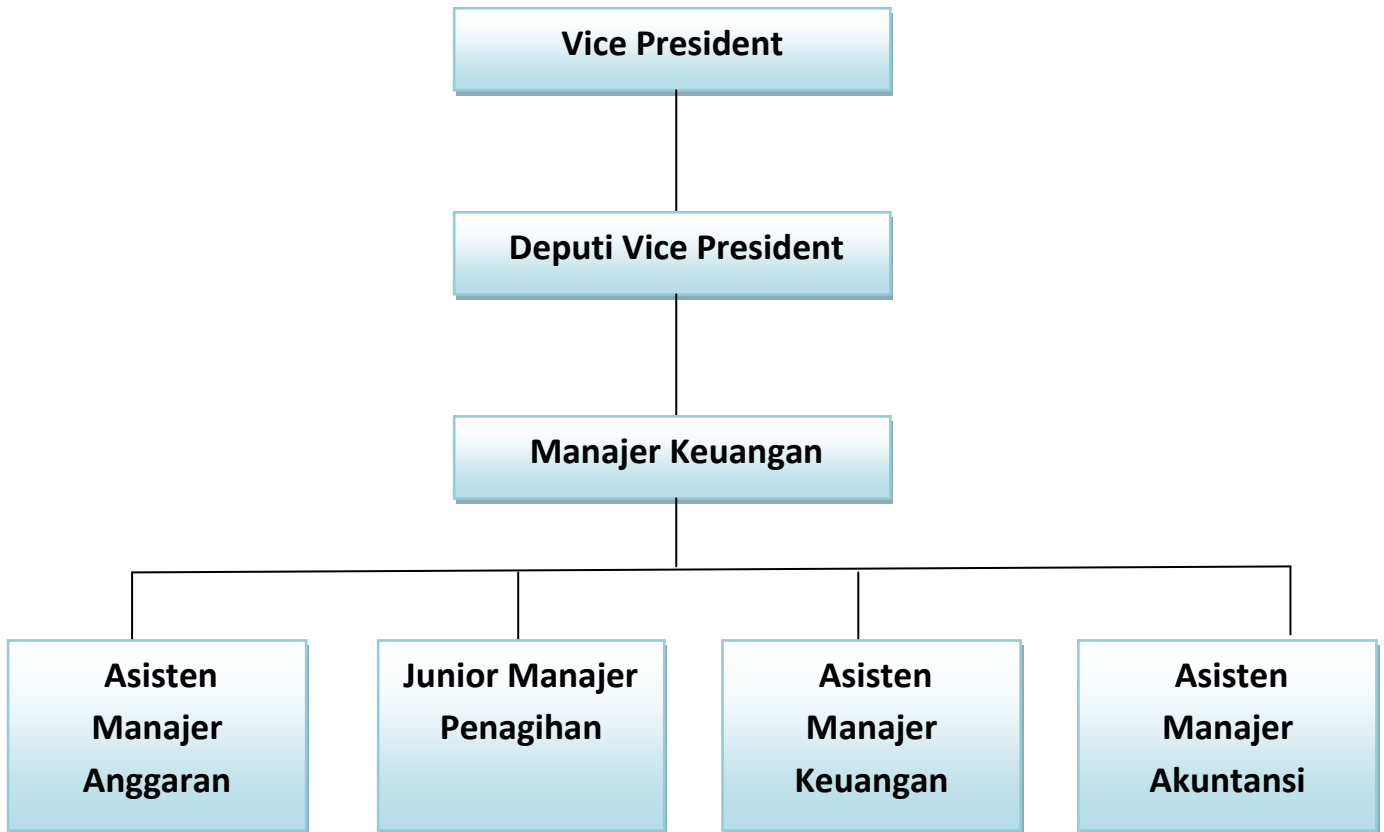 Vice President
Deputi Vice President
Manajer Keuangan
Asisten
Manajer
Anggaran
Junior Manajer
Penagihan
Asisten
Manajer
Keuangan
Asisten
Manajer
Akuntansi